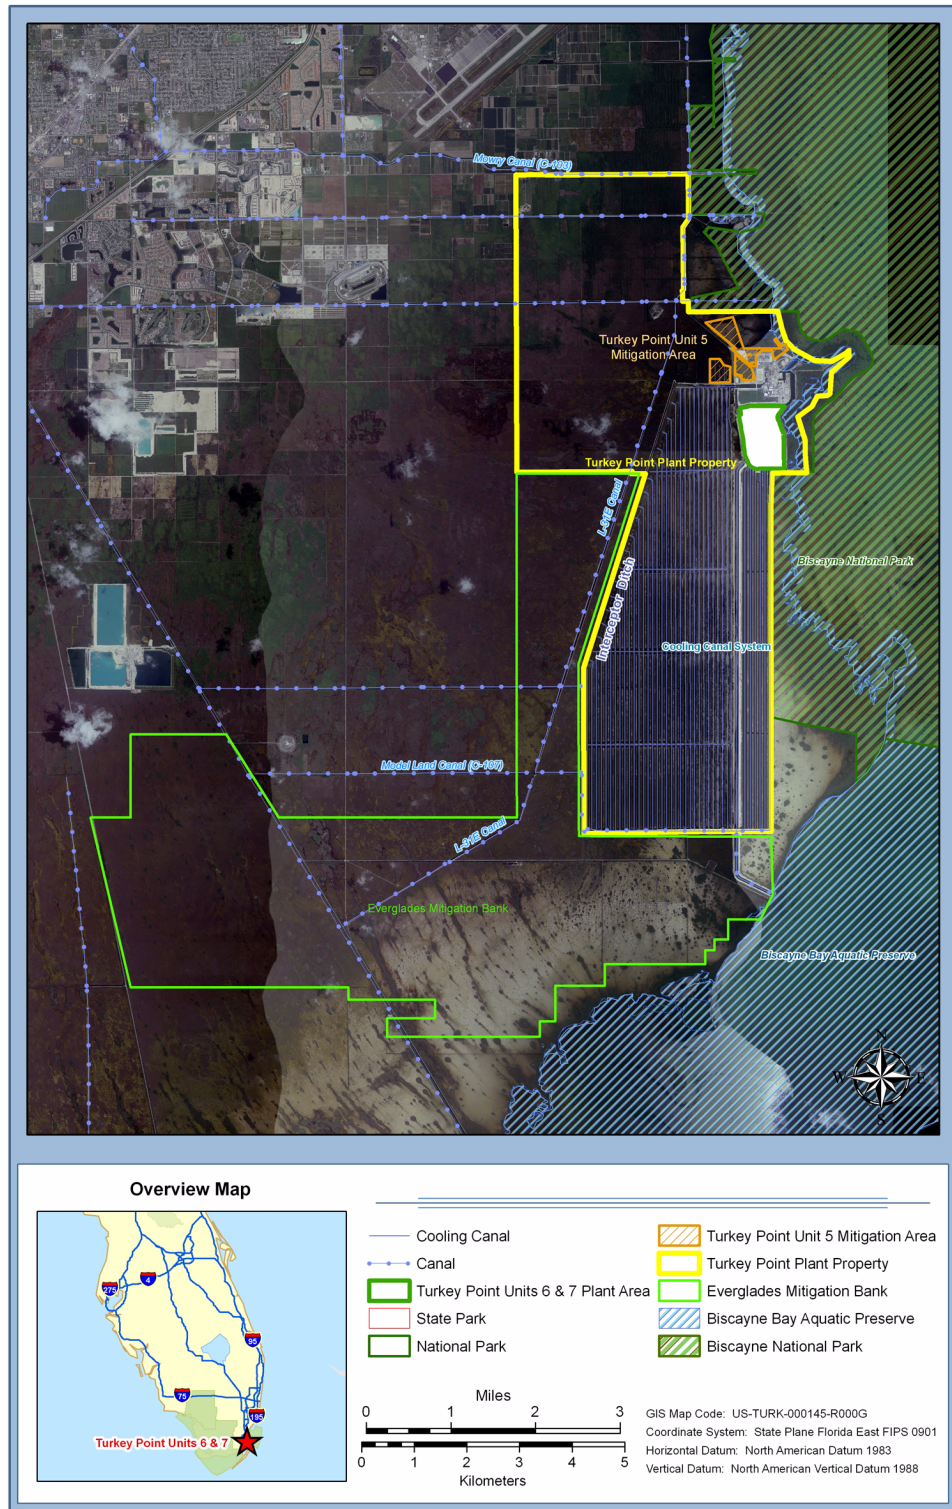 Mowry Canal (C-103)
Turkey Point Unit 5
Mitigation Area
Turkey Point Plant Property
L-31E Canal
Interceptor Ditch
Biscayne National Park
Cooling Canal System
Model Land Canal (C-107)
L-31E Canal
Everglades Mitigation Bank
Biscayne Bay Aquatic Preserve
N
W
E
S
Overview Map
275
4
95
75
195
Turkey Point Units 6 & 7
Cooling Canal
Canal
Turkey Point Units 6 & 7 Plant Area
State Park
National Park
Turkey Point Unit 5 Mitigation Area
Turkey Point Plant Property
Everglades Mitigation Bank
Biscayne Bay Aquatic Preserve
Biscayne National Park
Miles
0 1 2 3
0 1 2 3 4 5
Kilometers
GIS Map Code: US-TURK-000145-R000G
Coordinate System: State Plane Florida East FIPS 0901
Horizontal Datum: North American Datum 1983
Vertical Datum: North American Vertical Datum 1988